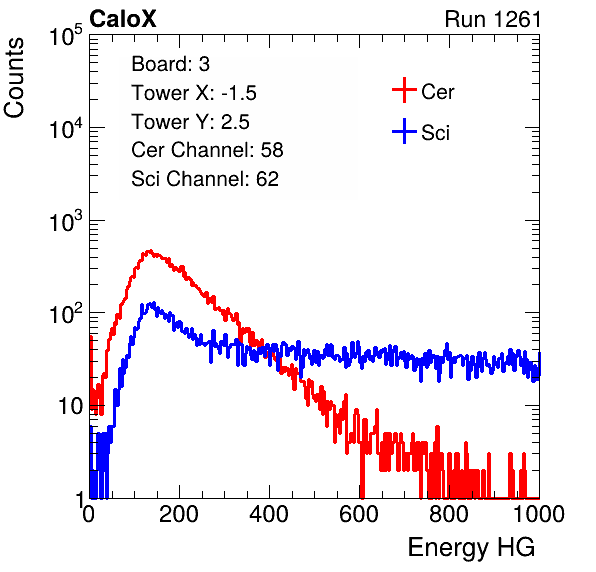 CaloX Run 1261
Counts
Board: 3
Tower X: -1.5
Tower Y: 2.5
Cer Channel: 58
Sci Channel: 62
Cer
Sci
10^5
10^4
10^3
10^2
10
1
0 200 400 600 800 1000
Energy HG